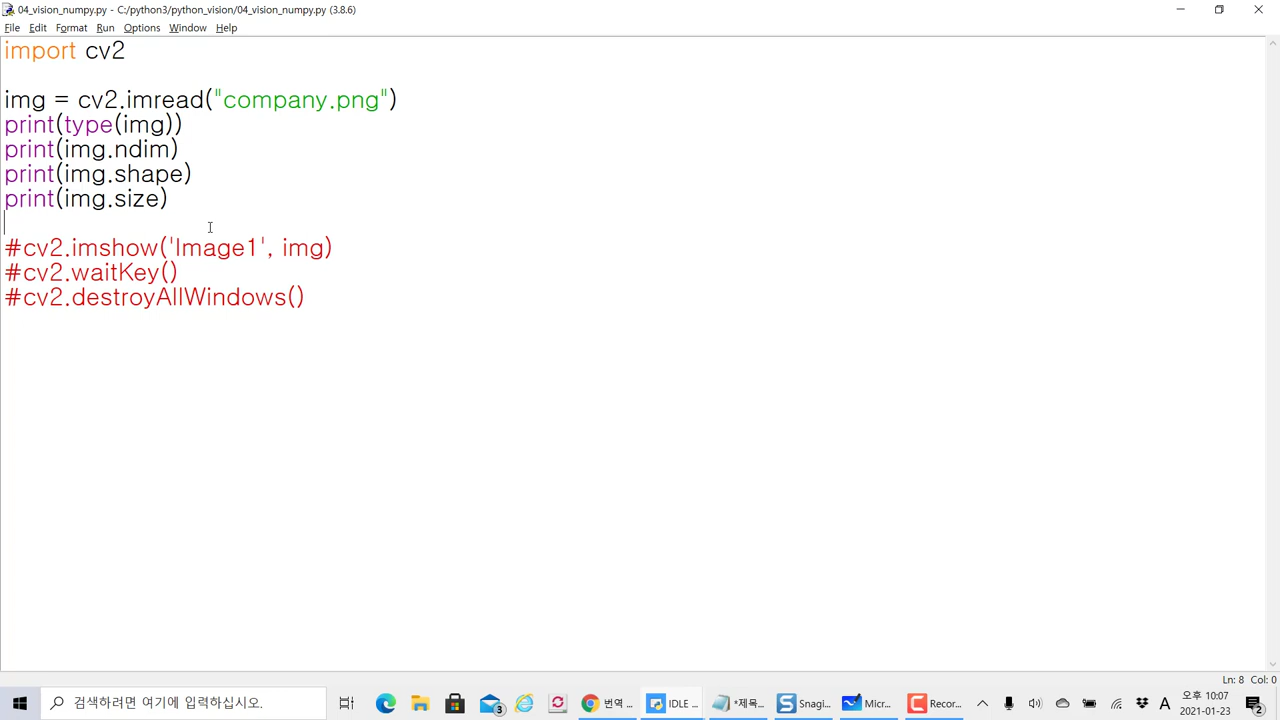 04_vision_numpy.py - C:/python3/python_vision/04_vision_numpy.py (3.8.6)
File Edit Format Run Options Window Help
import cv2
img = cv2.imread("company.png")
print(type(img))
print(img.ndim)
print(img.shape)
print(img.size)
#cv2.imshow('Image1', img)
#cv2.waitKey()
#cv2.destroyAllWindows()
Ln: 8 Col: 0
검색하려면 여기에 입력하십시오.
3
번역 ...
IDLE ...
*제목...
Snagi...
Micr...
Recor...
A
오후 10:07
2021-01-23
2